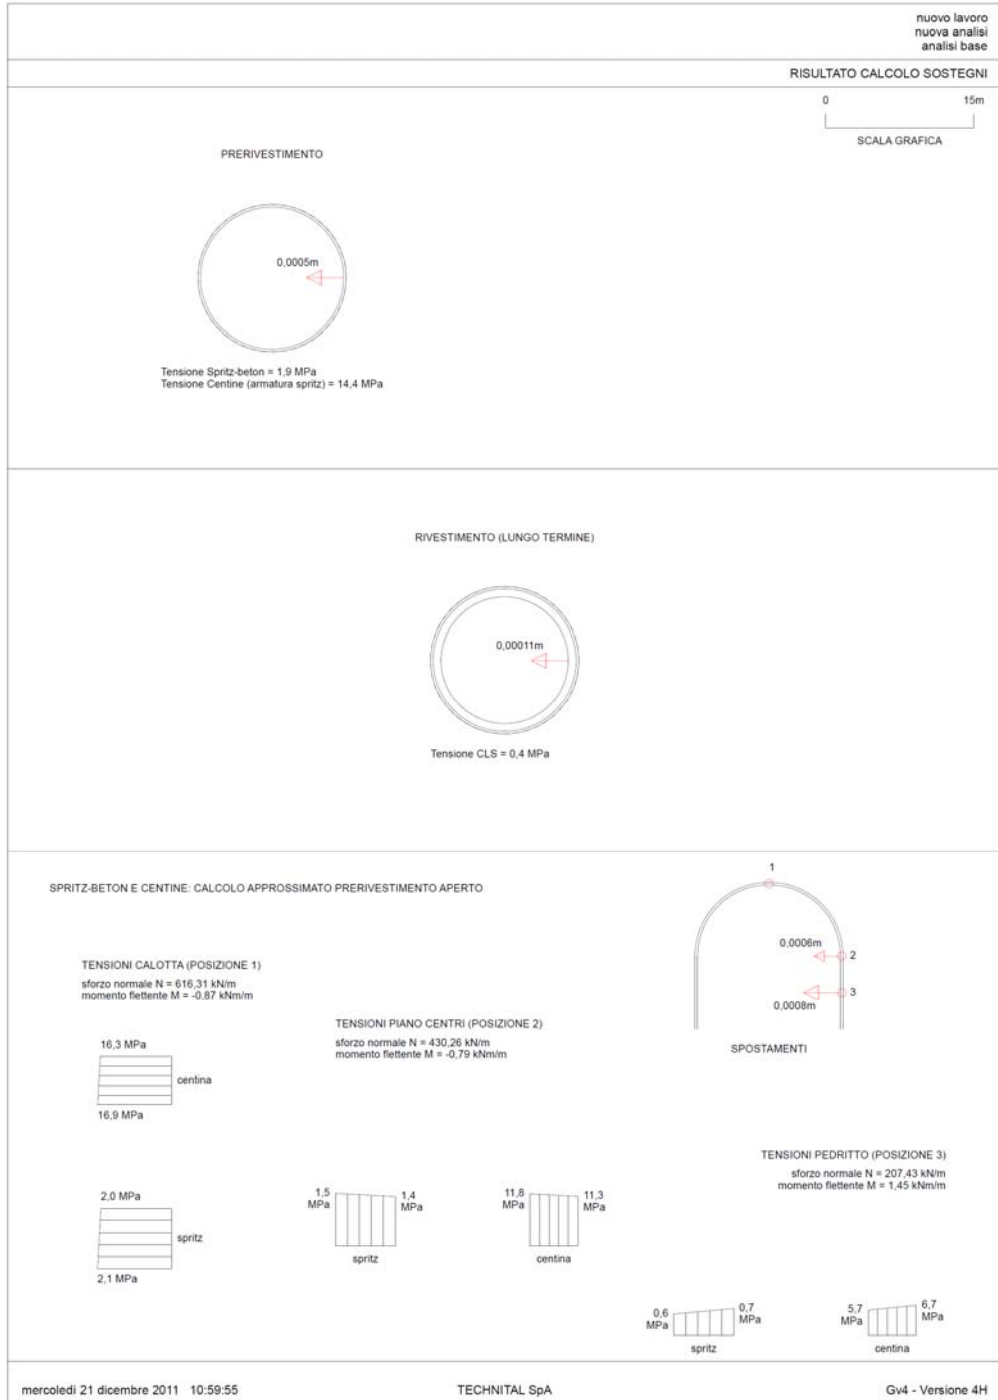 nuovo lavoro
nuova analisi
analisi base
RISULTATO CALCOLO SOSTEGNI
0 15m
SCALA GRAFICA
PRERIVESTIMENTO
0,0005m
Tensione Spritz-beton = 1,9 MPa
Tensione Centine (armatura spritz) = 14,4 MPa
RIVESTIMENTO (LUNGO TERMINE)
0,00011m
Tensione CLS = 0,4 MPa
SPRITZ-BETON E CENTINE: CALCOLO APPROSSIMATO PRERIVESTIMENTO APERTO
1
0,0006m
2
3
0,0008m
SPOSTAMENTI
TENSIONI CALOTTA (POSIZIONE 1)
sforzo normale N = 616,31 kN/m
momento flettente M = -0,87 kNm/m
16,3 MPa
centina
16,9 MPa
2,0 MPa
spritz
2,1 MPa
TENSIONI PIANO CENTRI (POSIZIONE 2)
sforzo normale N = 430,26 kN/m
momento flettente M = -0,79 kNm/m
1,5
MPa
1,4
MPa
spritz
11,8
MPa
11,3
MPa
centina
TENSIONI PEDRITTO (POSIZIONE 3)
sforzo normale N = 207,43 kN/m
momento flettente M = 1,45 kNm/m
0,6
MPa
0,7
MPa
spritz
5,7
MPa
6,7
MPa
centina
mercoledì 21 dicembre 2011 10:59:55
TECHNITAL SpA
Gv4 - Versione 4H